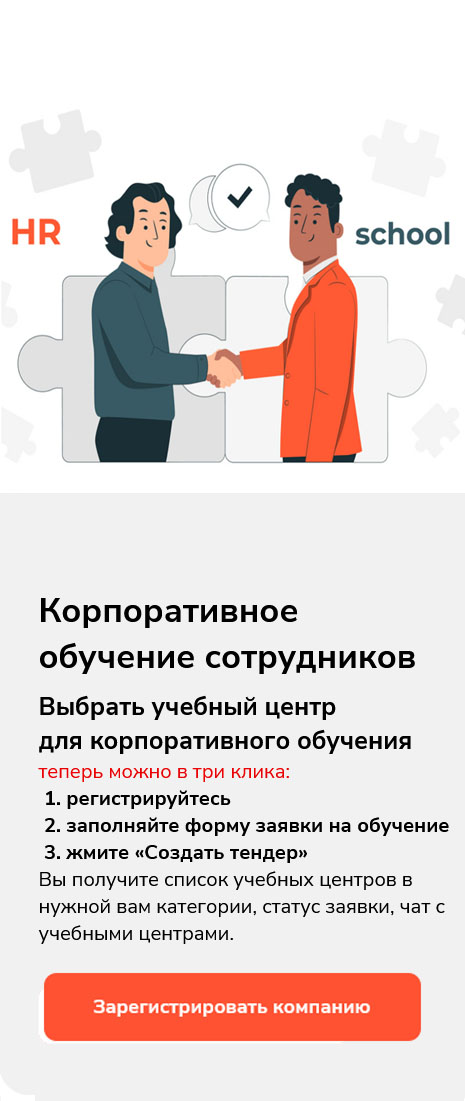 HR
school
Корпоративное
обучение сотрудников
Выбрать учебный центр
для корпоративного обучения
теперь можно в три клика:
1. регистрируйтесь
2. заполняйте форму заявки на обучение
3. жмите «Создать тендер»
Вы получите список учебных центров в
нужной вам категории, статус заявки, чат с
учебными центрами.
Зарегистрировать компанию